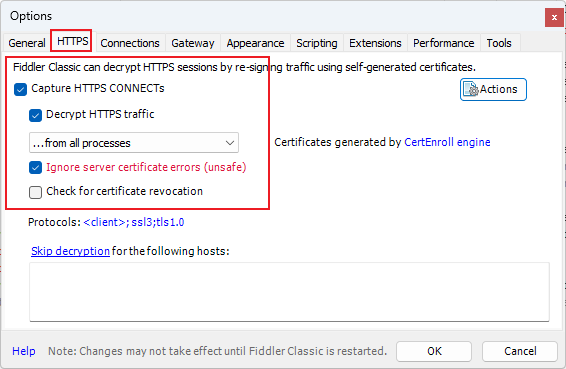 Options
x
General HTTPS Connections Gateway Appearance Scripting Extensions Performance Tools
Fiddler Classic can decrypt HTTPS sessions by re-signing traffic using self-generated certificates.
Capture HTTPS CONNECTs
Actions
Decrypt HTTPS traffic
...from all processes
Certificates generated by CertEnroll engine
Ignore server certificate errors (unsafe)
Check for certificate revocation
Protocols: <client>; ssl3;tls1.0
Skip decryption for the following hosts:
Help Note: Changes may not take effect until Fiddler Classic is restarted. OK Cancel